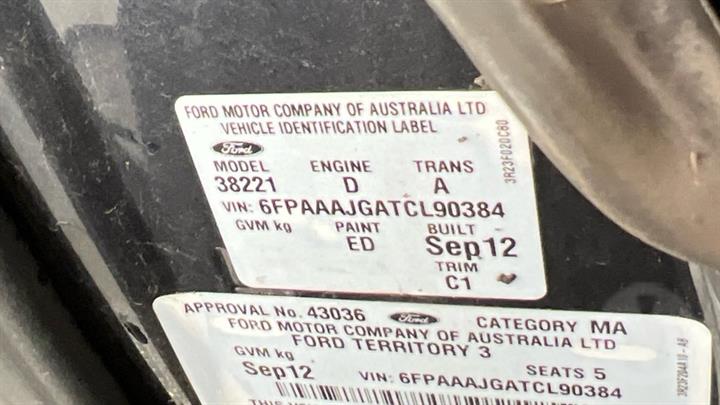 FORD MOTOR COMPANY OF AUSTRALIA LTD
VEHICLE IDENTIFICATION LABEL
Ford
MODEL ENGINE TRANS
38221 D A
VIN: 6FPAAAJGATCL90384
GVM kg PAINT BUILT
ED Sep12
TRIM
C1
3R23F020DC80
APPROVAL No. 43036 Ford CATEGORY MA
FORD MOTOR COMPANY OF AUSTRALIA LTD
FORD TERRITORY 3
GVM kg SEATS 5
Sep12 VIN: 6FPAAAJGATCL90384
THIS